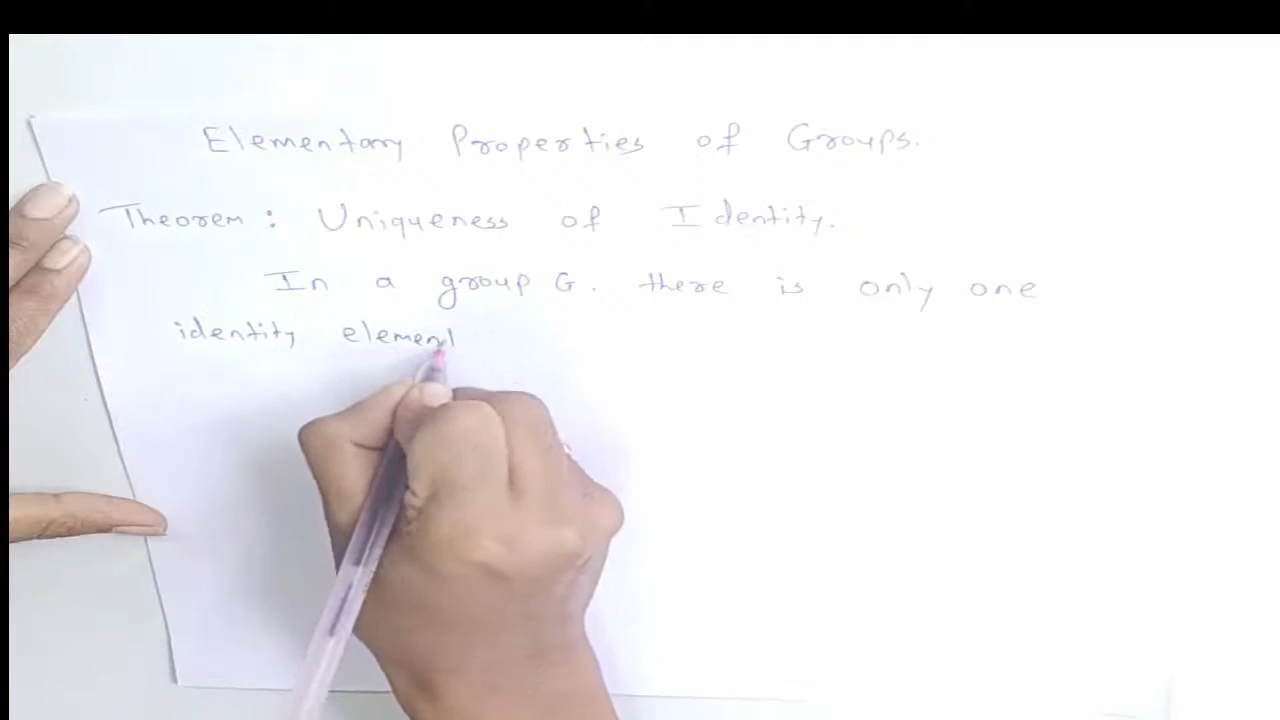 Elementary Properties of Groups.
Theorem: Uniqueness of Identity.
In a group G. there is only one
identity element